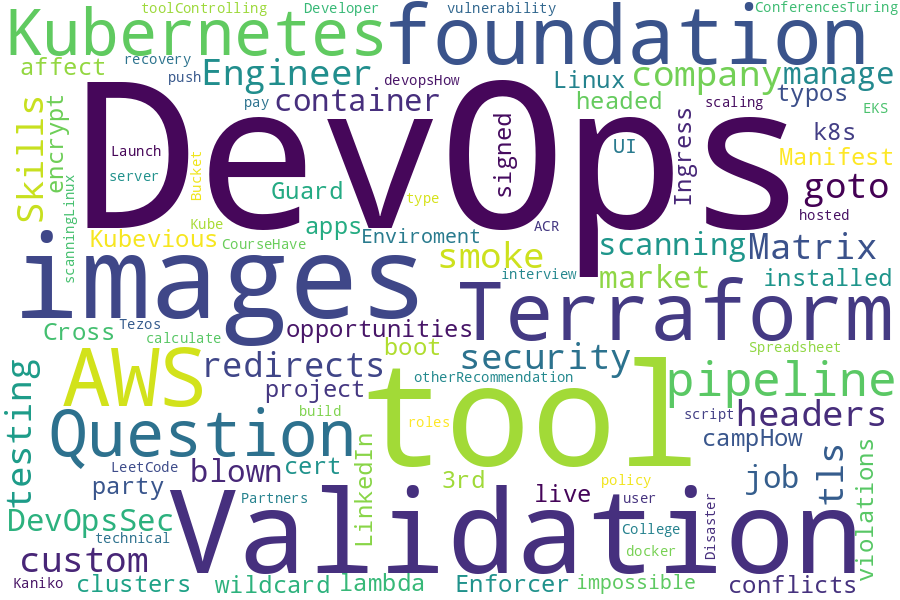 toolControlling
Developer
vulnerability
ConferencesTuring
Kubernetes
foundation
recovery
affect
push
Engineer
devopsHow
Linux
company
manage
pay
container
headed
scaling
typos
EKS
Skills
encrypt
DevOps
signed
Ingress
UI
k8s
Launch
server
Bucket
Manifest
scanningLinux
Guard
type
goto
hosted
Kube
apps
ACR
Kubevious
CourseHave
Enviroment
smoke
scanning
Matrix
images
interview
market
installed
Terraform
Cross
Tezos
calculate
opportunities
boot
security
Spreadsheet
AWS
redirects
project
otherRecommendation
tool
pipeline
Question
build
roles
script
headers
testing
LeetCode
blown
cert
LinkedIn
campHow
tls
violations
party
3rd
live
policy
job
Partners
user
DevOpsSec
technical
Validation
College
Disaster
custom
docker
Kaniko
clusters
wildcard
lambda
Enforcer
impossible
conflicts